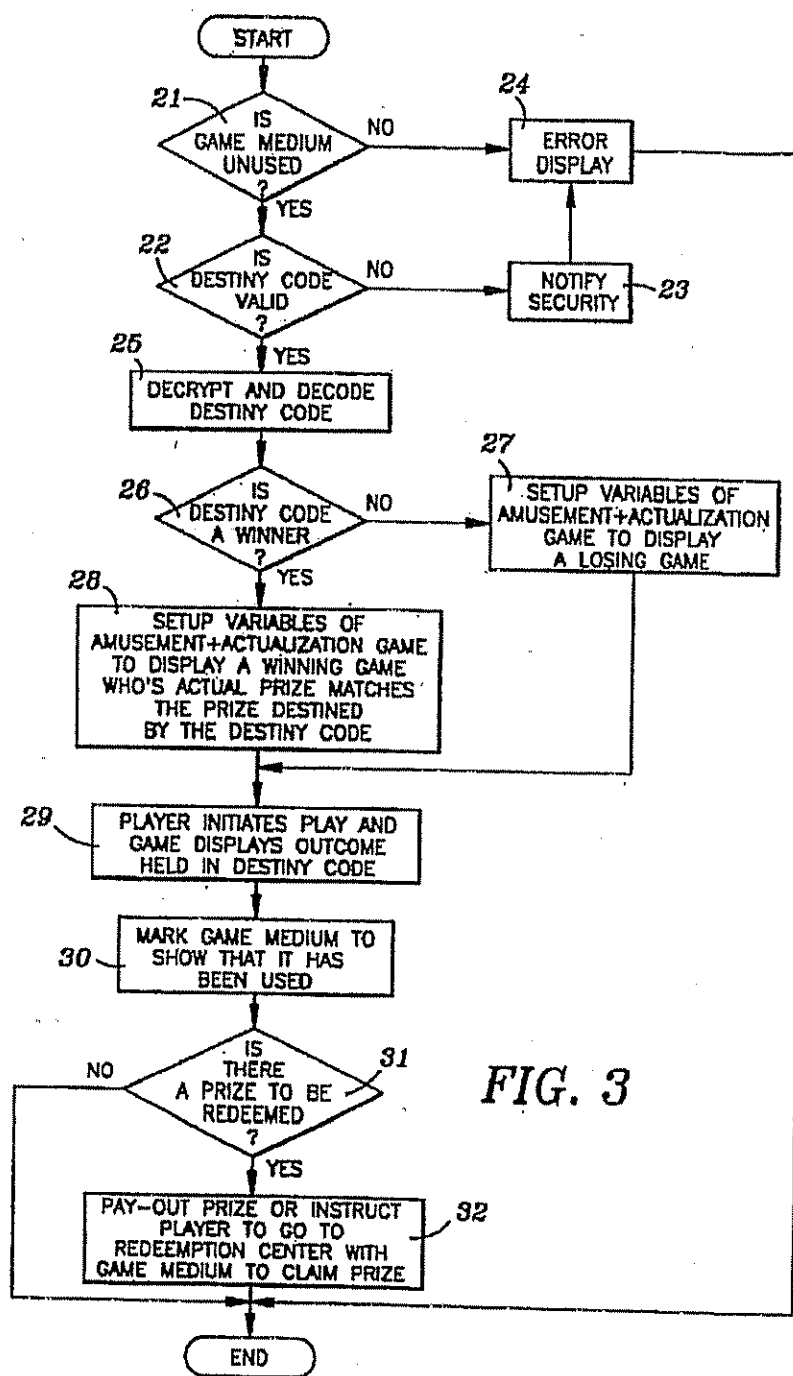 START
21
IS
GAME MEDIUM
UNUSED
?
NO
YES
24
ERROR
DISPLAY
22
IS
DESTINY CODE
VALID
?
NO
YES
NOTIFY
SECURITY
23
25
DECRYPT AND DECODE
DESTINY CODE
26
IS
DESTINY CODE
A WINNER
?
NO
YES
27
SETUP VARIABLES OF
AMUSEMENT+ACTUALIZATION
GAME TO DISPLAY
A LOSING GAME
28
SETUP VARIABLES OF
AMUSEMENT+ACTUALIZATION GAME
TO DISPLAY A WINNING GAME
WHO'S ACTUAL PRIZE MATCHES
THE PRIZE DESTINED
BY THE DESTINY CODE
29
PLAYER INITIATES PLAY AND
GAME DISPLAYS OUTCOME
HELD IN DESTINY CODE
30
MARK GAME MEDIUM TO
SHOW THAT IT HAS
BEEN USED
31
IS
THERE
A PRIZE TO BE
REDEEMED
?
NO
YES
FIG. 3
32
PAY-OUT PRIZE OR INSTRUCT
PLAYER TO GO TO
REDEEMPTION CENTER WITH
GAME MEDIUM TO CLAIM PRIZE
END